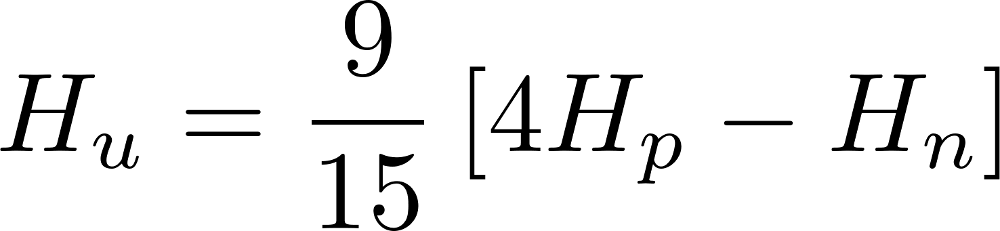 H_u = \frac{9}{15} [4H_p - H_n]